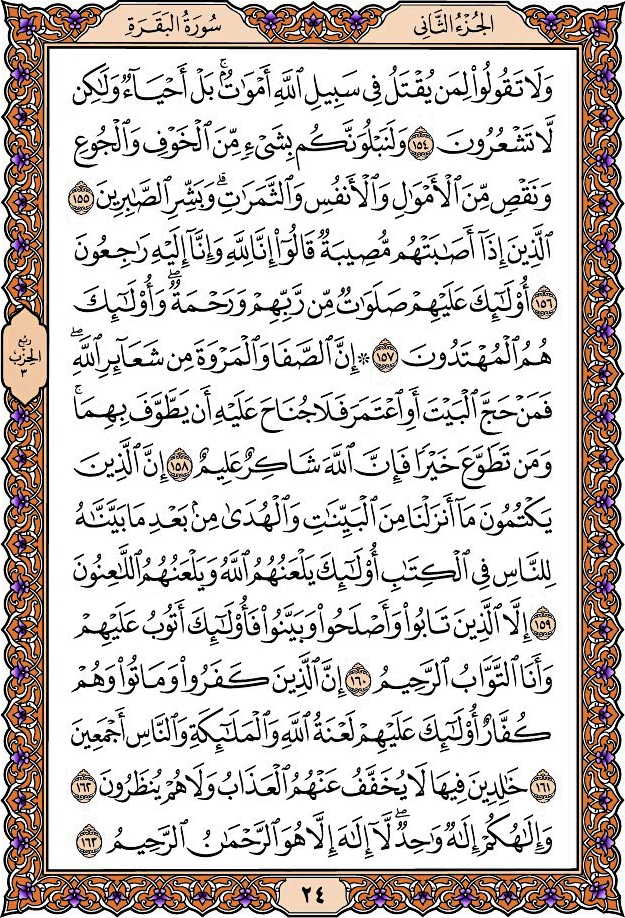 الجُزْءُ الثَّانِي
سُورَةُ البَقَرَةِ
وَلَا تَقُولُوا۟ لِمَن يُقْتَلُ فِى سَبِيلِ ٱللَّهِ أَمْوَٰتٌۢ ۚ بَلْ أَحْيَآءٌ وَلَـٰكِن
لَّا تَشْعُرُونَ ١٥٤ وَلَنَبْلُوَنَّكُم بِشَىْءٍ مِّنَ ٱلْخَوْفِ وَٱلْجُوعِ
وَنَقْصٍ مِّنَ ٱلْأَمْوَٰلِ وَٱلْأَنفُسِ وَٱلثَّمَرَٰتِ ۗ وَبَشِّرِ ٱلصَّـٰبِرِينَ ١٥٥
ٱلَّذِينَ إِذَآ أَصَـٰبَتْهُم مُّصِيبَةٌ قَالُوٓا۟ إِنَّا لِلَّهِ وَإِنَّآ إِلَيْهِ رَٰجِعُونَ
١٥٦ أُو۟لَـٰٓئِكَ عَلَيْهِمْ صَلَوَٰتٌ مِّن رَّبِّهِمْ وَرَحْمَةٌ ۖ وَأُو۟لَـٰٓئِكَ
هُمُ ٱلْمُهْتَدُونَ ١٥٧ ۞ إِنَّ ٱلصَّفَا وَٱلْمَرْوَةَ مِن شَعَآئِرِ ٱللَّهِ ۖ
فَمَنْ حَجَّ ٱلْبَيْتَ أَوِ ٱعْتَمَرَ فَلَا جُنَاحَ عَلَيْهِ أَن يَطَّوَّفَ بِهِمَا ۚ
وَمَن تَطَوَّعَ خَيْرًا فَإِنَّ ٱللَّهَ شَاكِرٌ عَلِيمٌ ١٥٨ إِنَّ ٱلَّذِينَ
يَكْتُمُونَ مَآ أَنزَلْنَا مِنَ ٱلْبَيِّنَـٰتِ وَٱلْهُدَىٰ مِنۢ بَعْدِ مَا بَيَّنَّـٰهُ
لِلنَّاسِ فِى ٱلْكِتَـٰبِ أُو۟لَـٰٓئِكَ يَلْعَنُهُمُ ٱللَّهُ وَيَلْعَنُهُمُ ٱللَّـٰعِنُونَ
١٥٩ إِلَّا ٱلَّذِينَ تَابُوا۟ وَأَصْلَحُوا۟ وَبَيَّنُوا۟ فَأُو۟لَـٰٓئِكَ أَتُوبُ عَلَيْهِمْ
وَأَنَا ٱلتَّوَّابُ ٱلرَّحِيمُ ١٦٠ إِنَّ ٱلَّذِينَ كَفَرُوا۟ وَمَاتُوا۟ وَهُمْ
كُفَّارٌ أُو۟لَـٰٓئِكَ عَلَيْهِمْ لَعْنَةُ ٱللَّهِ وَٱلْمَلَـٰٓئِكَةِ وَٱلنَّاسِ أَجْمَعِينَ
١٦١ خَـٰلِدِينَ فِيهَا لَا يُخَفَّفُ عَنْهُمُ ٱلْعَذَابُ وَلَا هُمْ يُنظَرُونَ ١٦٢
وَإِلَـٰهُكُمْ إِلَـٰهٌ وَٰحِدٌ ۖ لَّآ إِلَـٰهَ إِلَّا هُوَ ٱلرَّحْمَـٰنُ ٱلرَّحِيمُ ١٦٣
ربع
الحزب
٣
٢٤